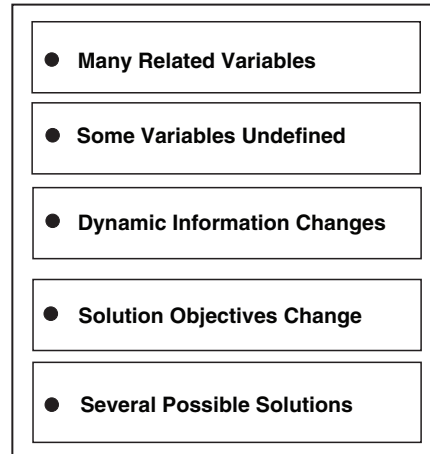 ● Many Related Variables
● Some Variables Undefined
● Dynamic Information Changes
● Solution Objectives Change
● Several Possible Solutions